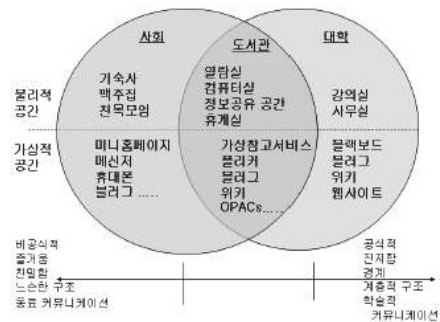 사회
도서관
대학
물리적
공간
기숙사
맥주집
친목모임
열람실
컴퓨터실
정보공유 공간
휴게실
강의실
사무실
가상적
공간
미니홈페이지
메신저
휴대폰
블러그 .....
가상참고서비스
플리커
블러그
위키
OPACs.....
블랙보드
블러그
위키
웹사이트
비공식적
즐거움
친밀함
느슨한 구조
동료 커뮤니케이션
공식적
진지함
경계
계층적 구조
학술적
커뮤니케이션